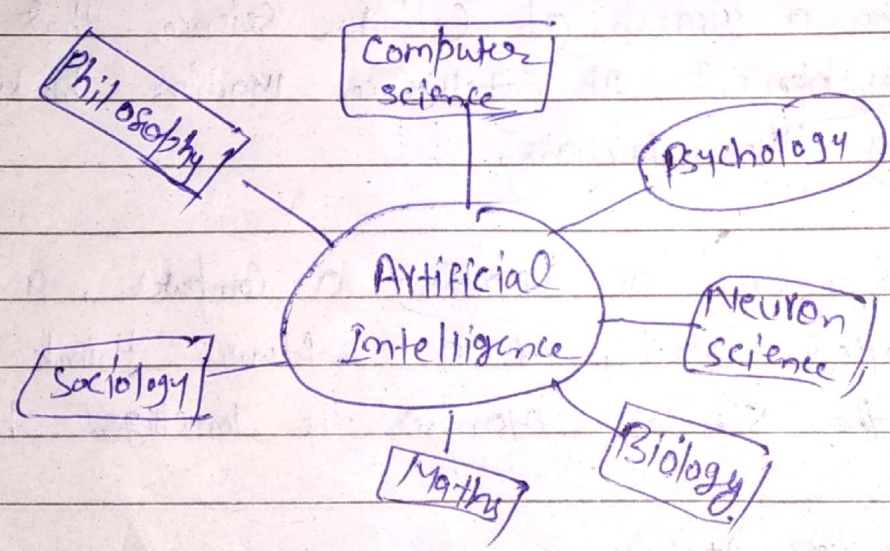 Computer
science
Philosophy
Psychology
Artificial
Intelligence
Neuron
science
Sociology
Biology
Maths